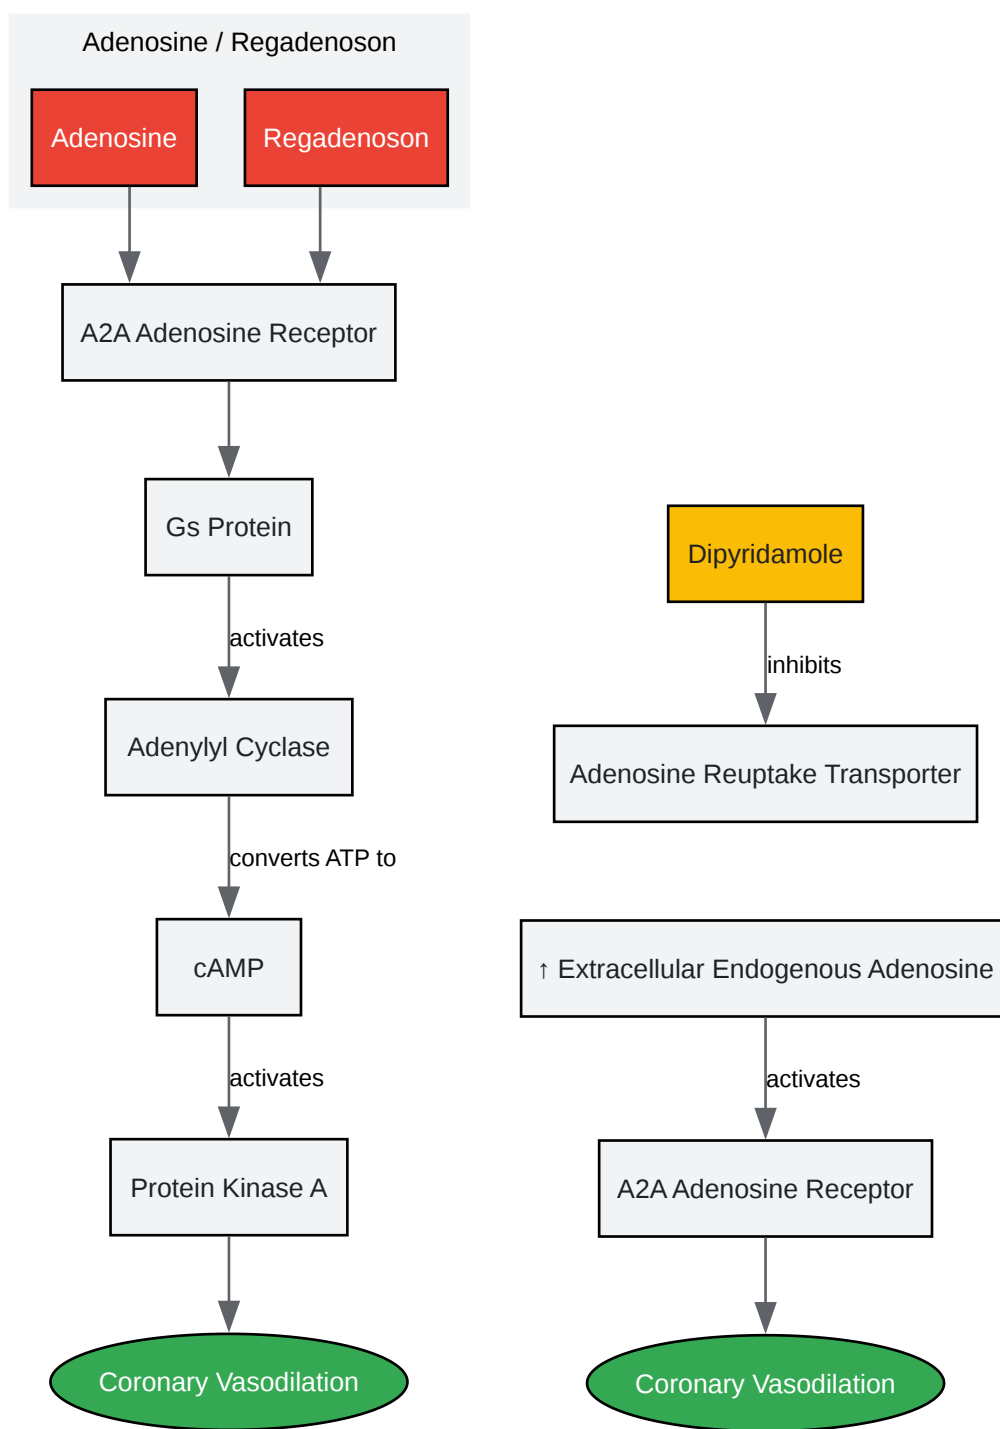 Adenosine / Regadenoson
Adenosine
Regadenoson
A2A Adenosine Receptor
Gs Protein
activates
Adenylyl Cyclase
converts ATP to
cAMP
activates
Protein Kinase A
Coronary Vasodilation
Dipyridamole
inhibits
Adenosine Reuptake Transporter
↑ Extracellular Endogenous Adenosine
activates
A2A Adenosine Receptor
Coronary Vasodilation